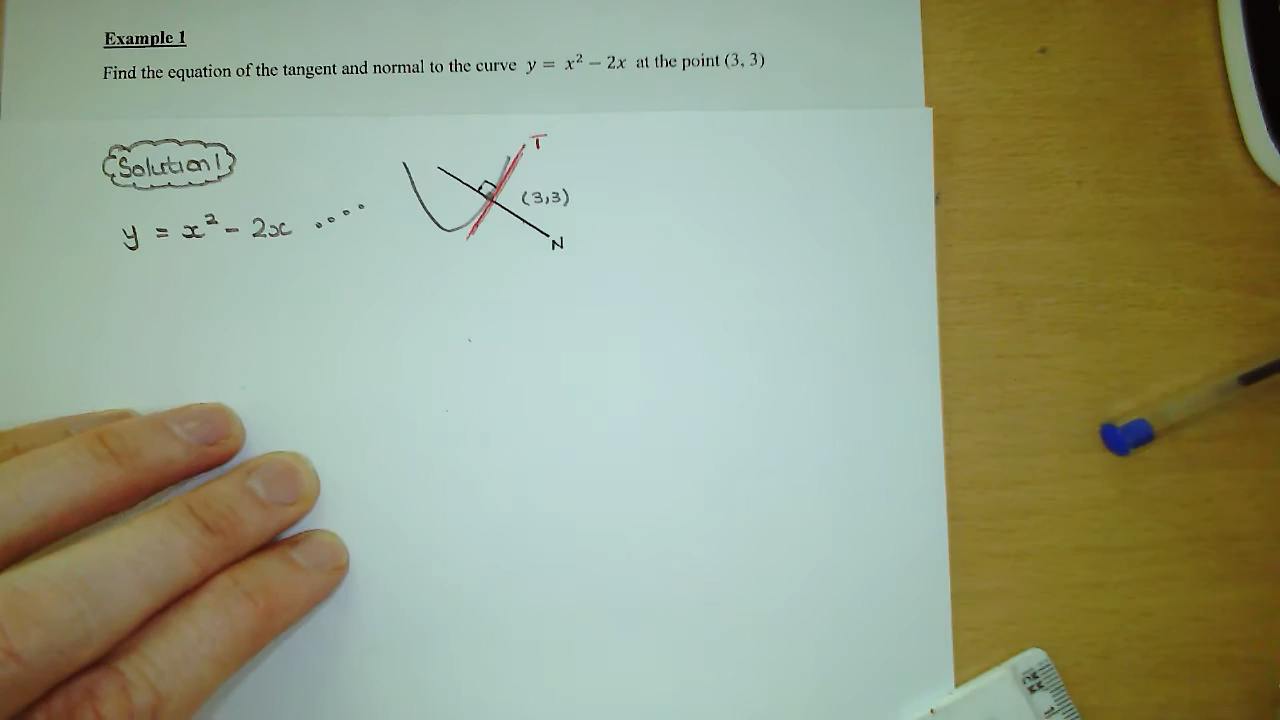 Example 1
Find the equation of the tangent and normal to the curve y = x² − 2x at the point (3, 3)
Solution!
y = x² - 2x ....
T
(3,3)
N